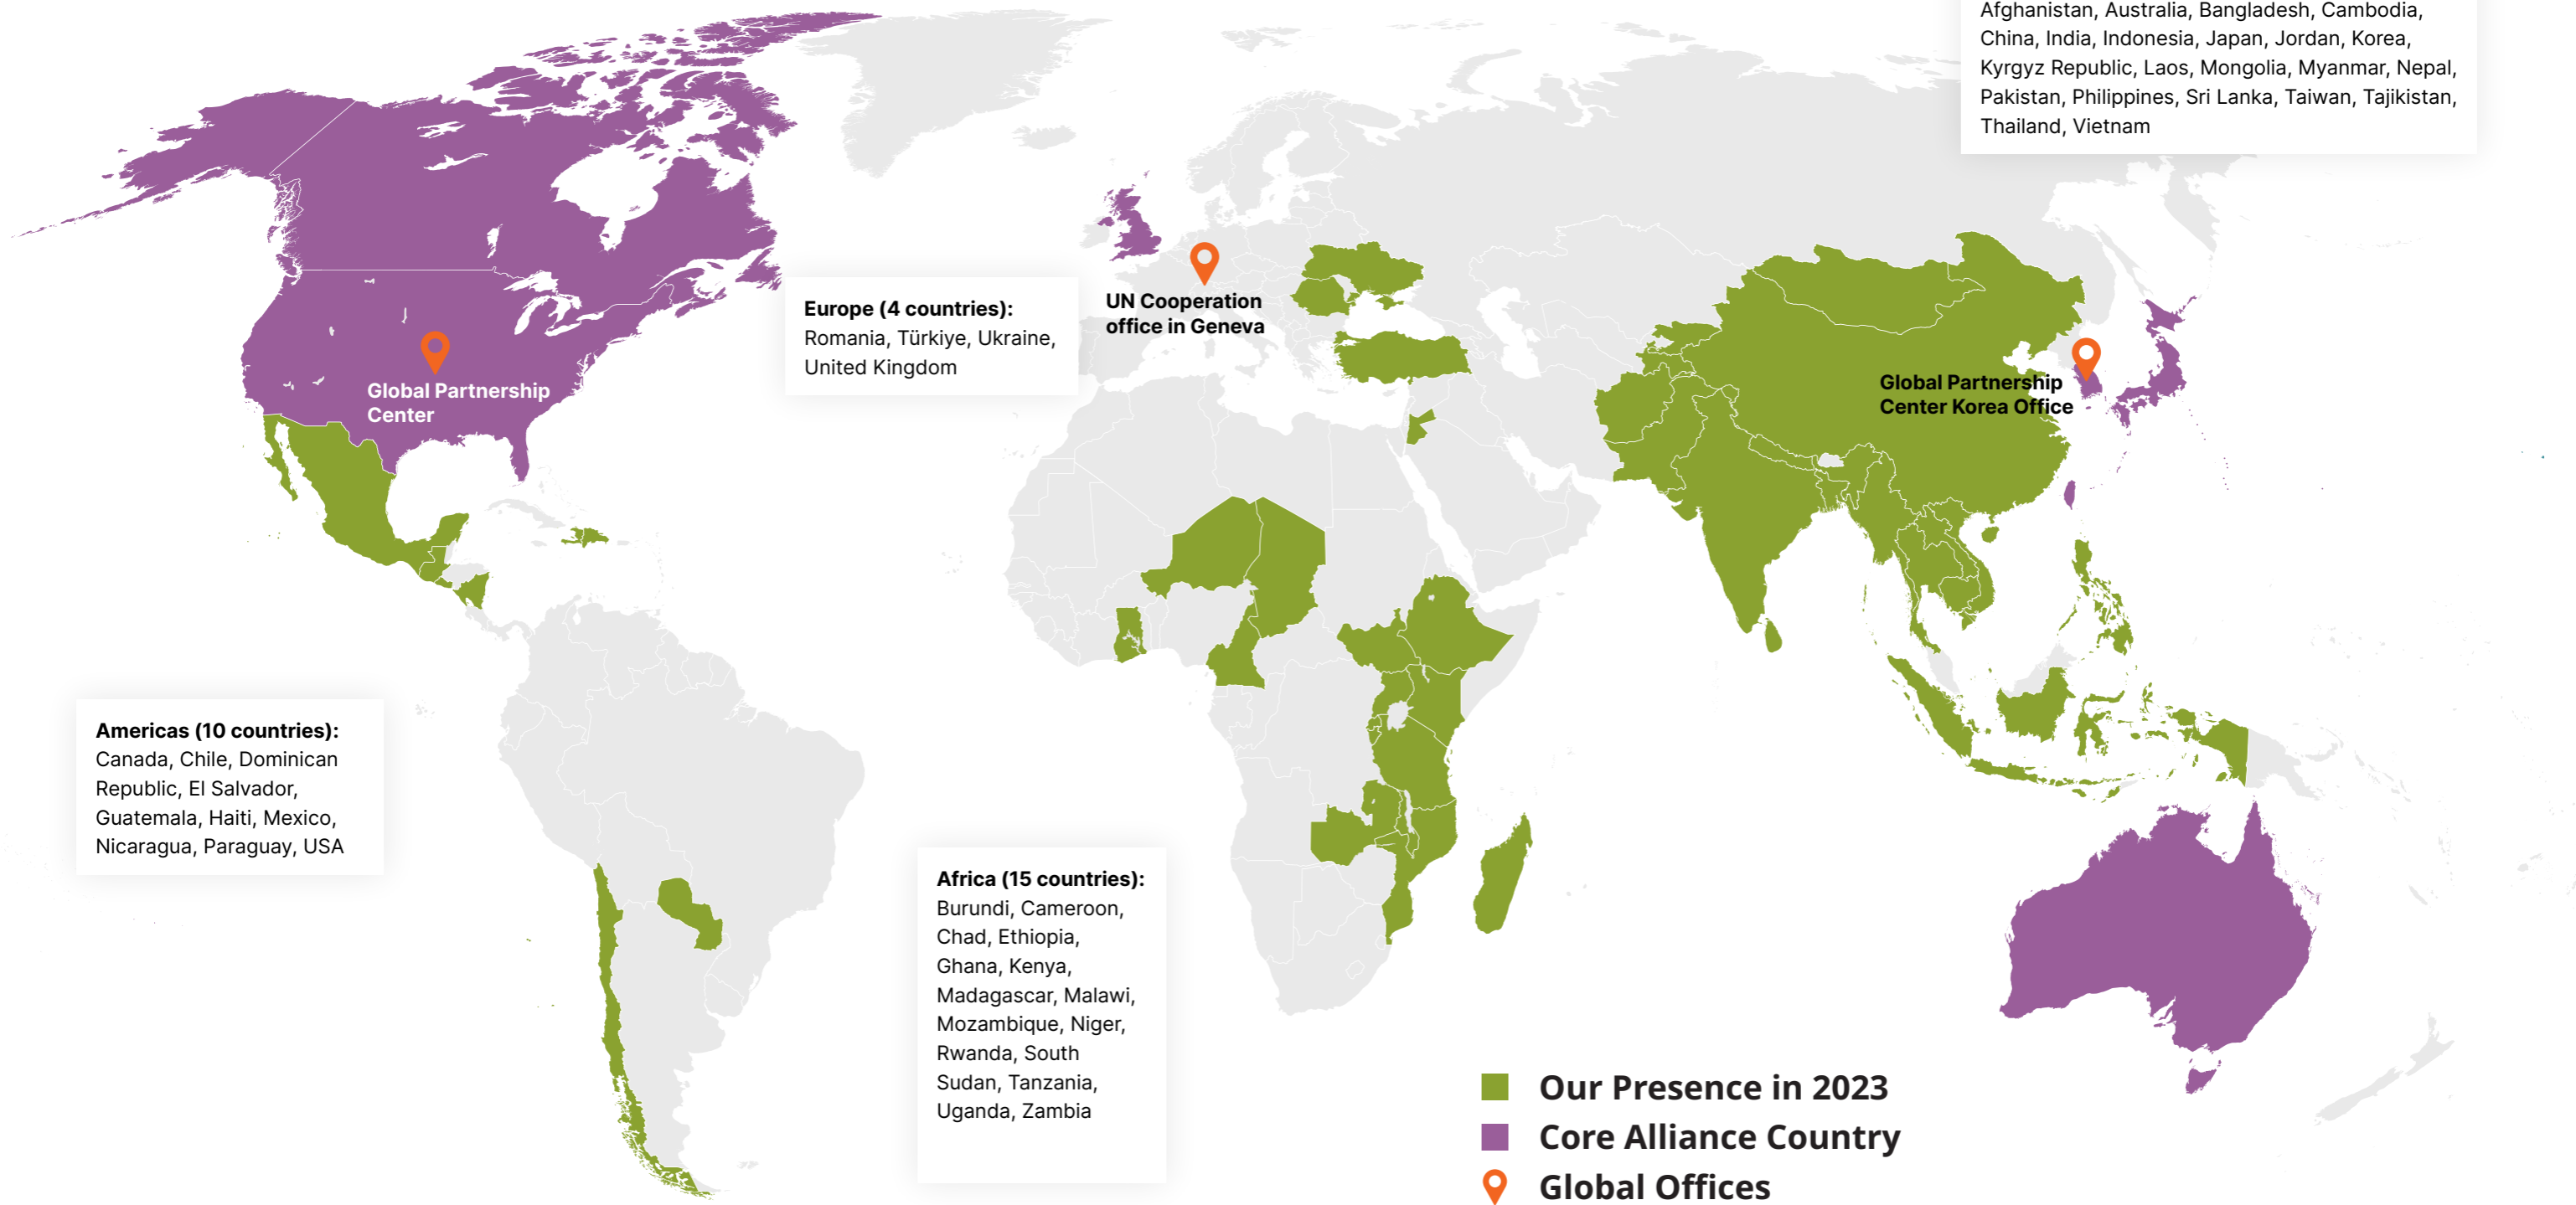 Afghanistan, Australia, Bangladesh, Cambodia,
China, India, Indonesia, Japan, Jordan, Korea,
Kyrgyz Republic, Laos, Mongolia, Myanmar, Nepal,
Pakistan, Philippines, Sri Lanka, Taiwan, Tajikistan,
Thailand, Vietnam
Europe (4 countries):
Romania, Türkiye, Ukraine,
United Kingdom
UN Cooperation
office in Geneva
Global Partnership
Center
Global Partnership
Center Korea Office
Americas (10 countries):
Canada, Chile, Dominican
Republic, El Salvador,
Guatemala, Haiti, Mexico,
Nicaragua, Paraguay, USA
Africa (15 countries):
Burundi, Cameroon,
Chad, Ethiopia,
Ghana, Kenya,
Madagascar, Malawi,
Mozambique, Niger,
Rwanda, South
Sudan, Tanzania,
Uganda, Zambia
Our Presence in 2023
Core Alliance Country
Global Offices